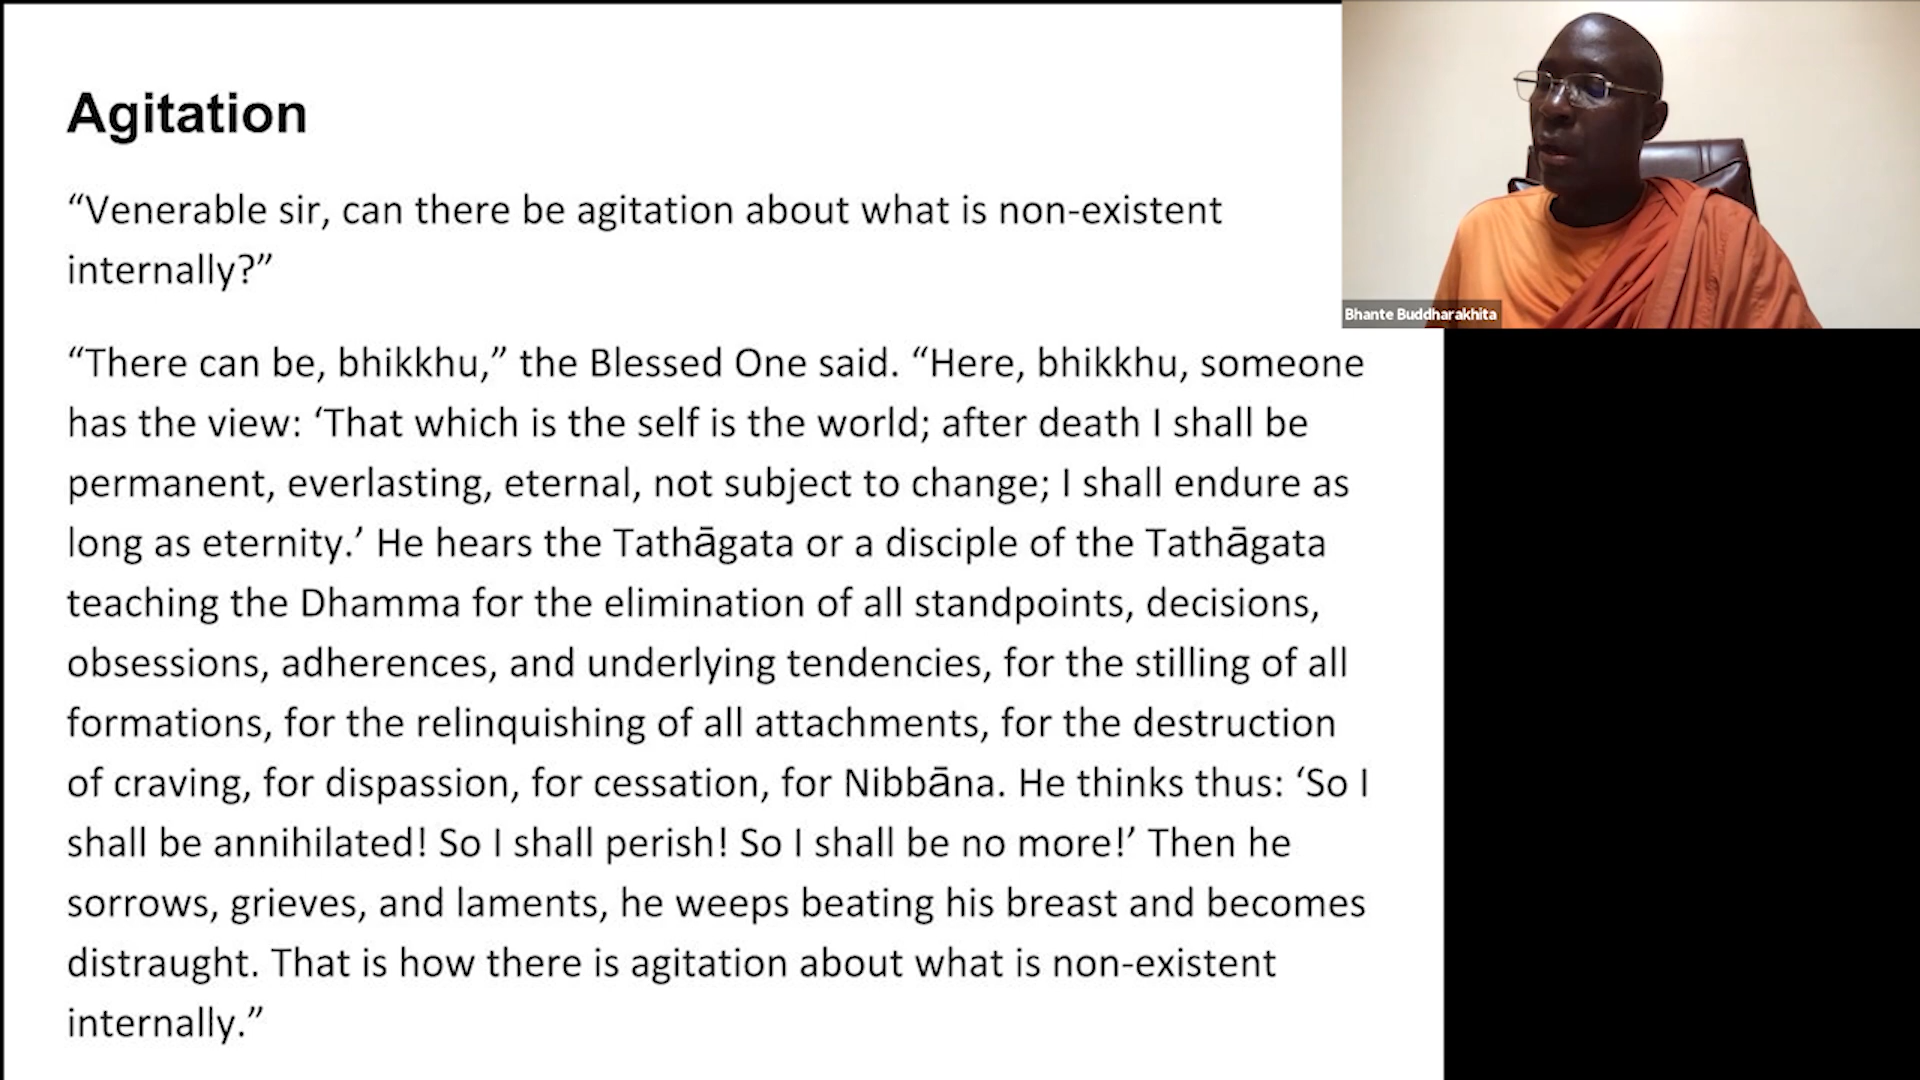 Agitation
“Venerable sir, can there be agitation about what is non-existent
internally?”
“There can be, bhikkhu,” the Blessed One said. “Here, bhikkhu, someone
has the view: ‘That which is the self is the world; after death I shall be
permanent, everlasting, eternal, not subject to change; I shall endure as
long as eternity.’ He hears the Tathāgata or a disciple of the Tathāgata
teaching the Dhamma for the elimination of all standpoints, decisions,
obsessions, adherences, and underlying tendencies, for the stilling of all
formations, for the relinquishing of all attachments, for the destruction
of craving, for dispassion, for cessation, for Nibbāna. He thinks thus: ‘So I
shall be annihilated! So I shall perish! So I shall be no more!’ Then he
sorrows, grieves, and laments, he weeps beating his breast and becomes
distraught. That is how there is agitation about what is non-existent
internally.”
Bhante Buddharakhita